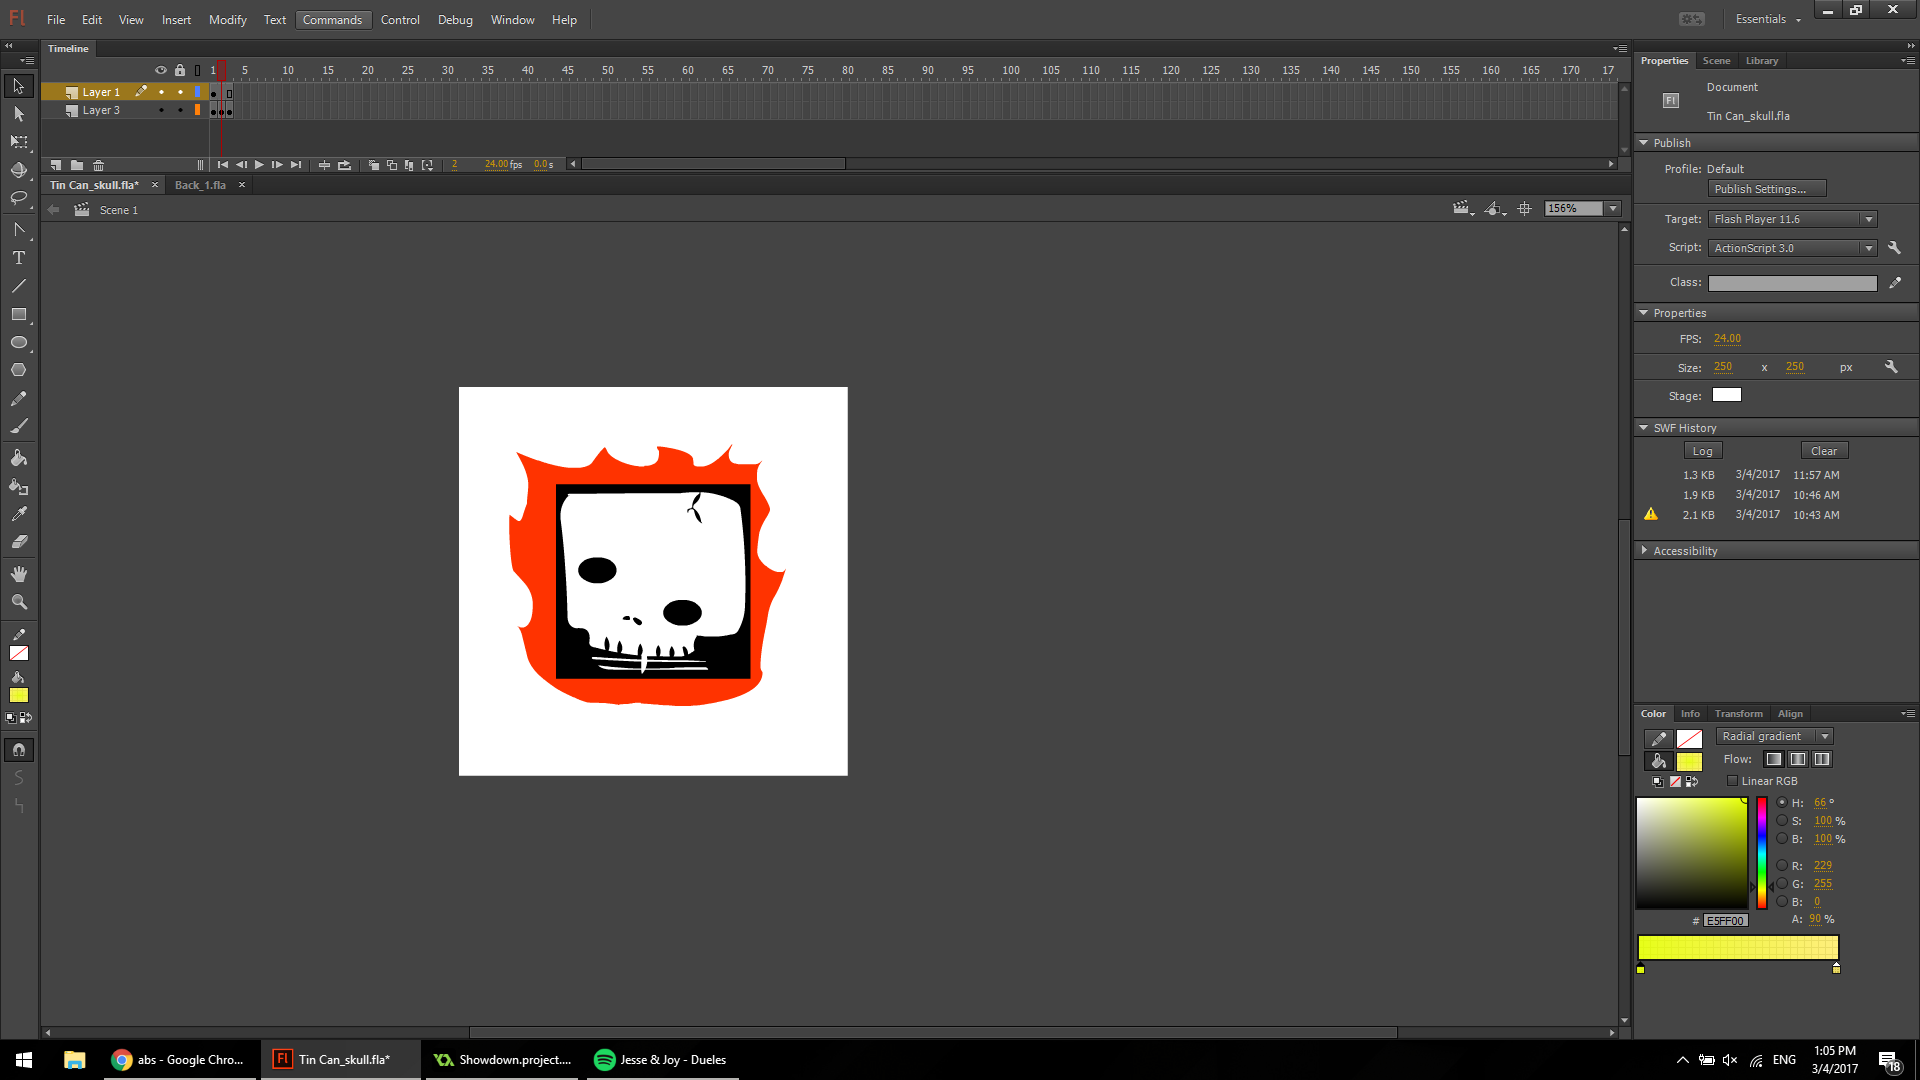 Fl File Edit View Insert Modify Text Commands Control Debug Window Help Essentials
Timeline
1 5 10 15 20 25 30 35 40 45 50 55 60 65 70 75 80 85 90 95 100 105 110 115 120 125 130 135 140 145 150 155 160 165 170 17
Layer 1
Layer 3
2 24.00 fps 0.0 s
Tin Can_skull.fla* Back_1.fla
Scene 1
156%
Properties Scene Library
Document
Fl
Tin Can_skull.fla
Publish
Profile: Default
Publish Settings...
Target: Flash Player 11.6
Script: ActionScript 3.0
Class:
Properties
FPS: 24.00
Size: 250 x 250 px
Stage:
SWF History
Log Clear
1.3 KB 3/4/2017 11:57 AM
1.9 KB 3/4/2017 10:46 AM
2.1 KB 3/4/2017 10:43 AM
Accessibility
Color Info Transform Align
Radial gradient
Flow:
Linear RGB
H: 66 °
S: 100 %
B: 100 %
R: 229
G: 255
B: 0
# E5FF00 A: 90 %
abs - Google Chro... Fl Tin Can_skull.fla* Showdown.project.... Jesse & Joy - Dueles
ENG
1:05 PM
3/4/2017
18